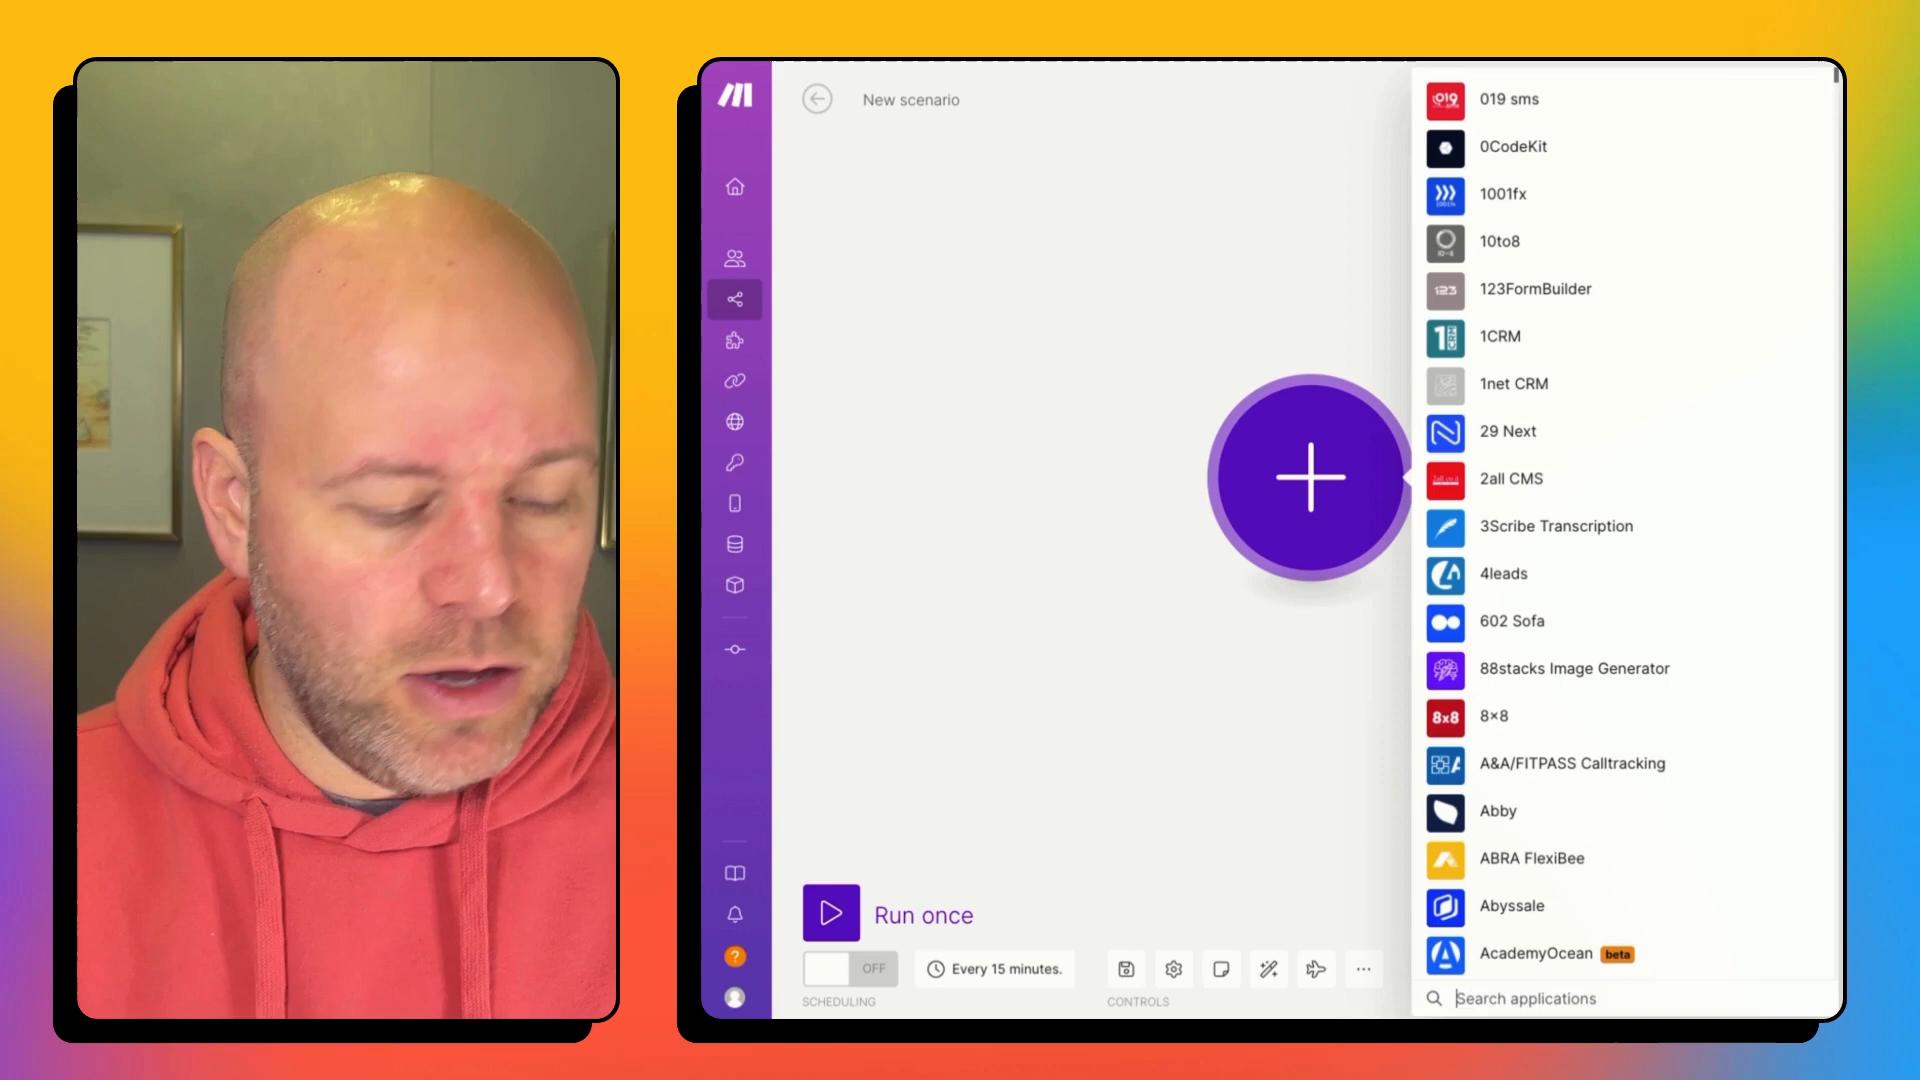 New scenario
019 sms
0CodeKit
1001fx
10to8
123FormBuilder
1CRM
1net CRM
29 Next
2all CMS
3Scribe Transcription
4leads
602 Sofa
88stacks Image Generator
8x8
8×8
A&A/FITPASS Calltracking
Abby
ABRA FlexiBee
Abyssale
AcademyOcean beta
Search applications
Run once
OFF
Every 15 minutes.
SCHEDULING
CONTROLS